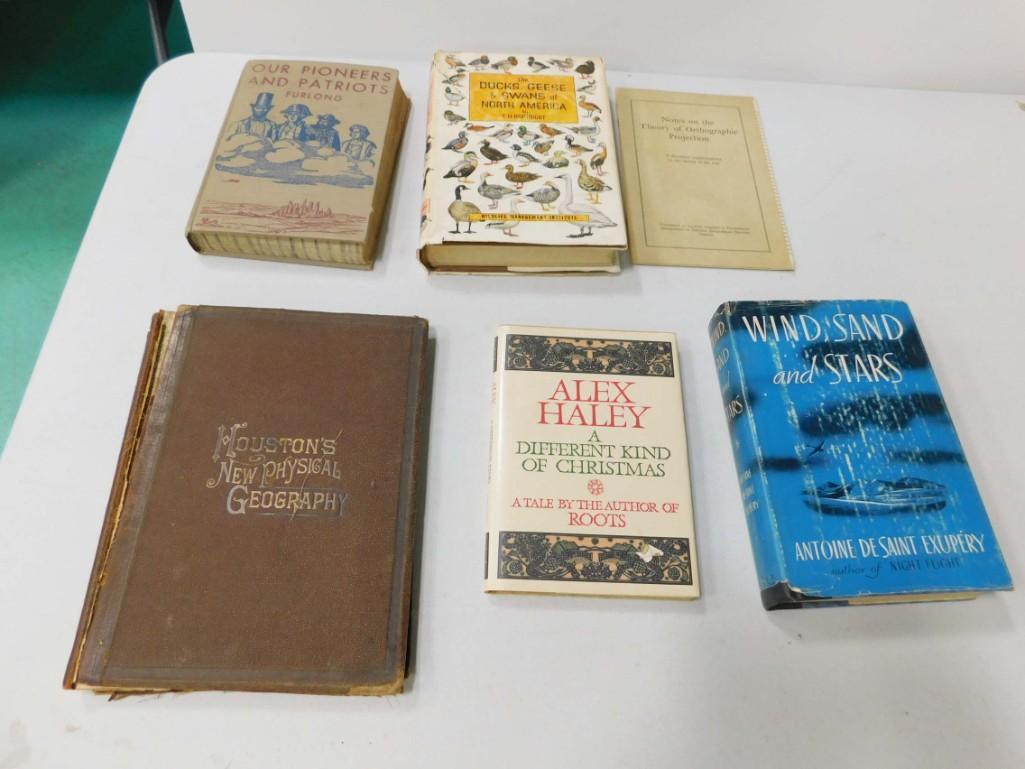 OUR PIONEERS
AND PATRIOTS
FURLONG
The
DUCKS, GEESE
& SWANS of
NORTH AMERICA
by
WILDLIFE MANAGEMENT INSTITUTE
Notes on the
Theory of Orthographic
Projection
HOUSTON'S
NEW PHYSICAL
GEOGRAPHY
ALEX
HALEY
A
DIFFERENT KIND
OF CHRISTMAS
A TALE BY THE AUTHOR OF
ROOTS
WIND, SAND
and STARS
ANTOINE DE SAINT EXUPÉRY
author of NIGHT FLIGHT